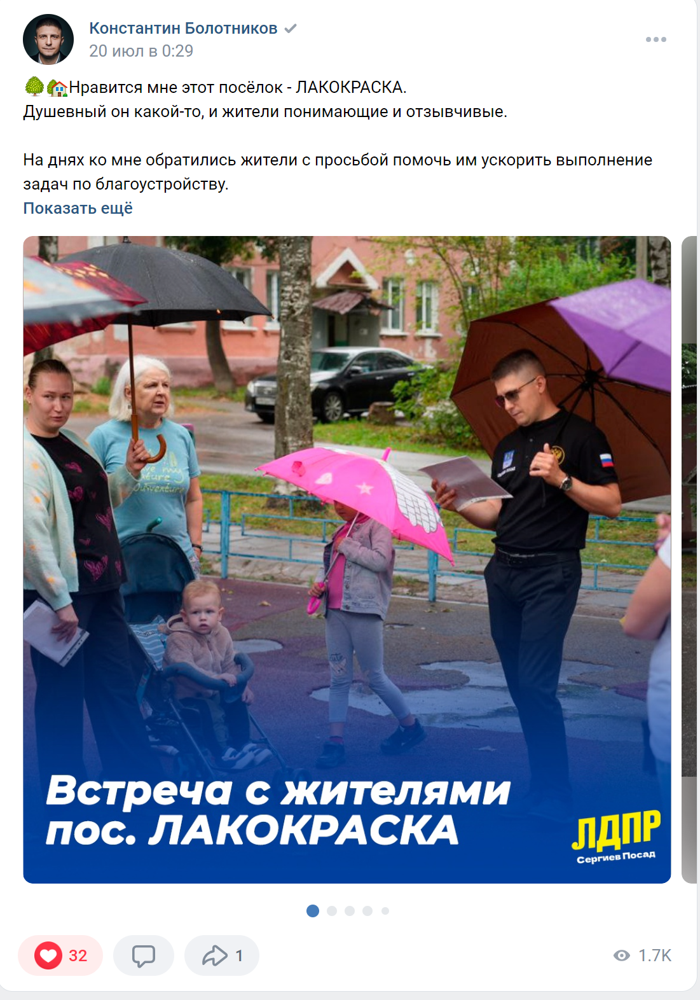 Константин Болотников
20 июл в 0:29
Нравится мне этот посёлок - ЛАКОКРАСКА.
Душевный он какой-то, и жители понимающие и отзывчивые.
На днях ко мне обратились жители с просьбой помочь им ускорить выполнение
задач по благоустройству.
Показать ещё
Встреча с жителями
пос. ЛАКОКРАСКА
ЛДПР
Сергиев Посад
32
1
1.7K